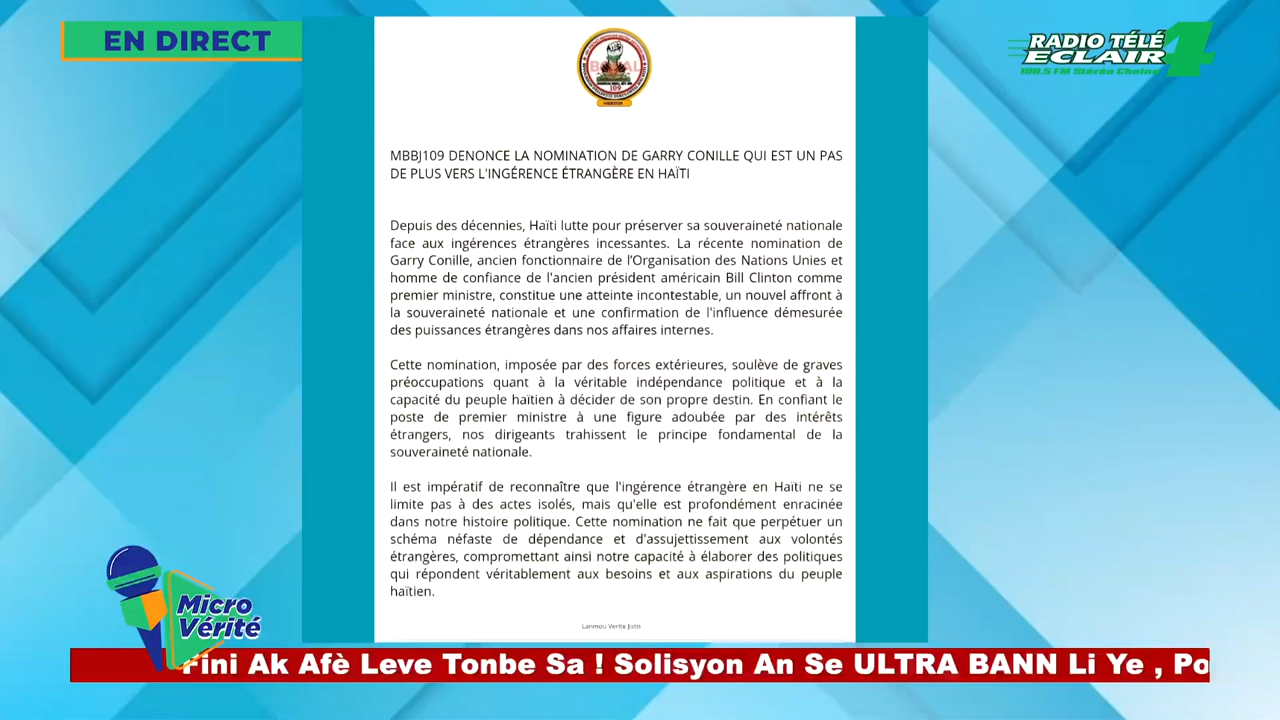 EN DIRECT
RADIO TÉLÉ
ECLAIR 4
100.5 FM Stéréo Chaine
109
MBBJ109 DENONCE LA NOMINATION DE GARRY CONILLE QUI EST UN PAS
DE PLUS VERS L'INGÉRENCE ÉTRANGÈRE EN HAÏTI
Depuis des décennies, Haïti lutte pour préserver sa souveraineté nationale
face aux ingérences étrangères incessantes. La récente nomination de
Garry Conille, ancien fonctionnaire de l’Organisation des Nations Unies et
homme de confiance de l'ancien président américain Bill Clinton comme
premier ministre, constitue une atteinte incontestable, un nouvel affront à
la souveraineté nationale et une confirmation de l'influence démesurée
des puissances étrangères dans nos affaires internes.
Cette nomination, imposée par des forces extérieures, soulève de graves
préoccupations quant à la véritable indépendance politique et à la
capacité du peuple haïtien à décider de son propre destin. En confiant le
poste de premier ministre à une figure adoubée par des intérêts
étrangers, nos dirigeants trahissent le principe fondamental de la
souveraineté nationale.
Il est impératif de reconnaître que l'ingérence étrangère en Haïti ne se
limite pas à des actes isolés, mais qu'elle est profondément enracinée
dans notre histoire politique. Cette nomination ne fait que perpétuer un
schéma néfaste de dépendance et d'assujettissement aux volontés
étrangères, compromettant ainsi notre capacité à élaborer des politiques
qui répondent véritablement aux besoins et aux aspirations du peuple
haïtien.
Lanmou Verite Jistis
Micro
Vérité
Fini Ak Afè Leve Tonbe Sa ! Solisyon An Se ULTRA BANN Li Ye , Po